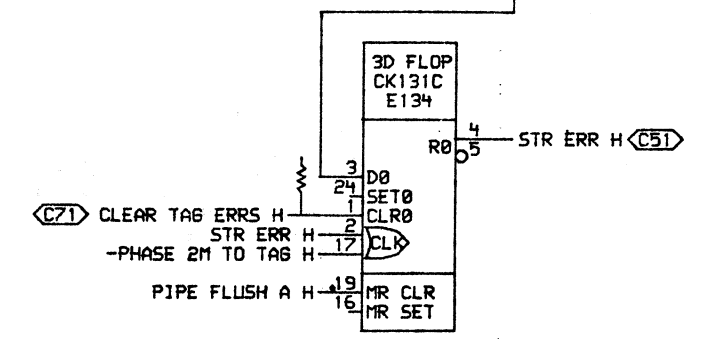 3D FLOP
CK131C
E134
4
R0
STR ERR H C51
5
3
D0
24
SET0
1
C71 CLEAR TAG ERRS H
CLR0
2
STR ERR H
CLK
17
-PHASE 2M TO TAG H
19
PIPE FLUSH A H
MR CLR
16
MR SET